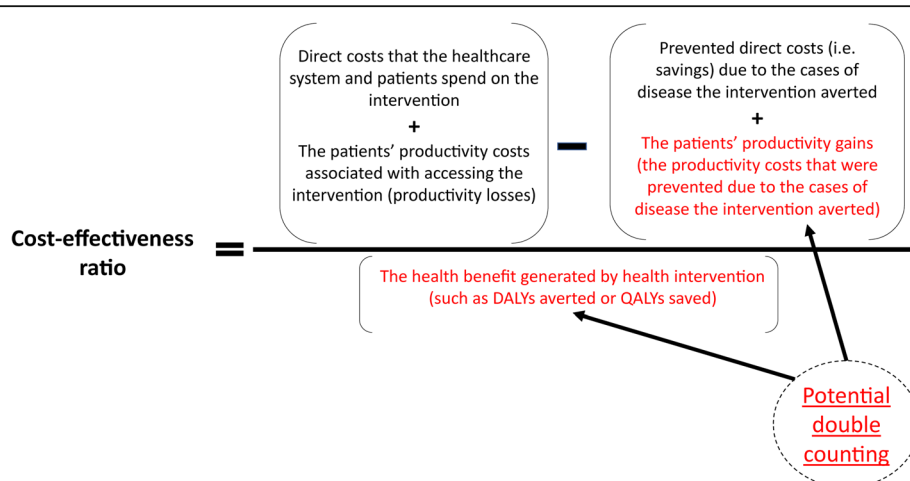 Direct costs that the healthcare
system and patients spend on the
intervention
+
The patients’ productivity costs
associated with accessing the
intervention (productivity losses)
–
Prevented direct costs (i.e.
savings) due to the cases of
disease the intervention averted
+
The patients’ productivity gains
(the productivity costs that were
prevented due to the cases of
disease the intervention averted)
Cost-effectiveness
ratio
=
The health benefit generated by health intervention
(such as DALYs averted or QALYs saved)
Potential
double
counting